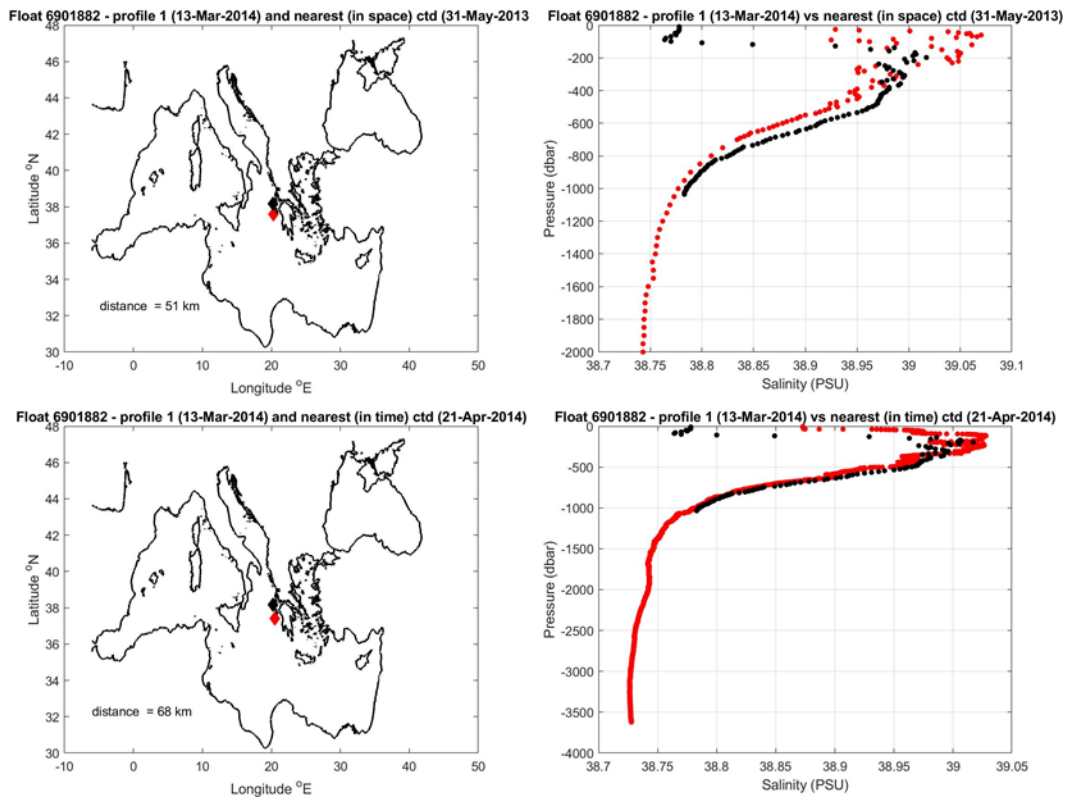 Float 6901882 - profile 1 (13-Mar-2014) and nearest (in space) ctd (31-May-2013
48
46
44
42
40
38
36
34
32
30
Latitude °N
distance = 51 km
-10 0 10 20 30 40 50
Longitude °E
Float 6901882 - profile 1 (13-Mar-2014) vs nearest (in space) ctd (31-May-2013)
0
-200
-400
-600
-800
-1000
-1200
-1400
-1600
-1800
-2000
Pressure (dbar)
38.7 38.75 38.8 38.85 38.9 38.95 39 39.05 39.1
Salinity (PSU)
Float 6901882 - profile 1 (13-Mar-2014) and nearest (in time) ctd (21-Apr-2014)
48
46
44
42
40
38
36
34
32
30
Latitude °N
distance = 68 km
-10 0 10 20 30 40 50
Longitude °E
Float 6901882 - profile 1 (13-Mar-2014) vs nearest (in time) ctd (21-Apr-2014)
0
-500
-1000
-1500
-2000
-2500
-3000
-3500
-4000
Pressure (dbar)
38.7 38.75 38.8 38.85 38.9 38.95 39 39.05
Salinity (PSU)